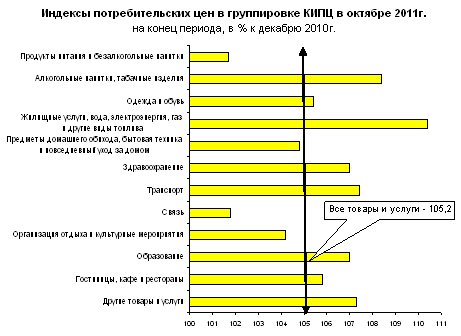 Индексы потребительских цен в группировке КИПЦ в октябре 2011г.
на конец периода, в % к декабрю 2010г.
Продукты питания и безалкогольные напитки
Алкогольные напитки, табачные изделия
Одежда и обувь
Жилищные услуги, вода, электроэнергия, газ
и другие виды топлива
Предметы домашнего обихода, бытовая техника
и повседневный уход за домом
Здравоохранение
Транспорт
Все товары и услуги - 105,2
Связь
Организация отдыха и культурные мероприятия
Образование
Гостиницы, кафе и рестораны
Другие товары и услуги
100 101 102 103 104 105 106 107 108 109 110 111